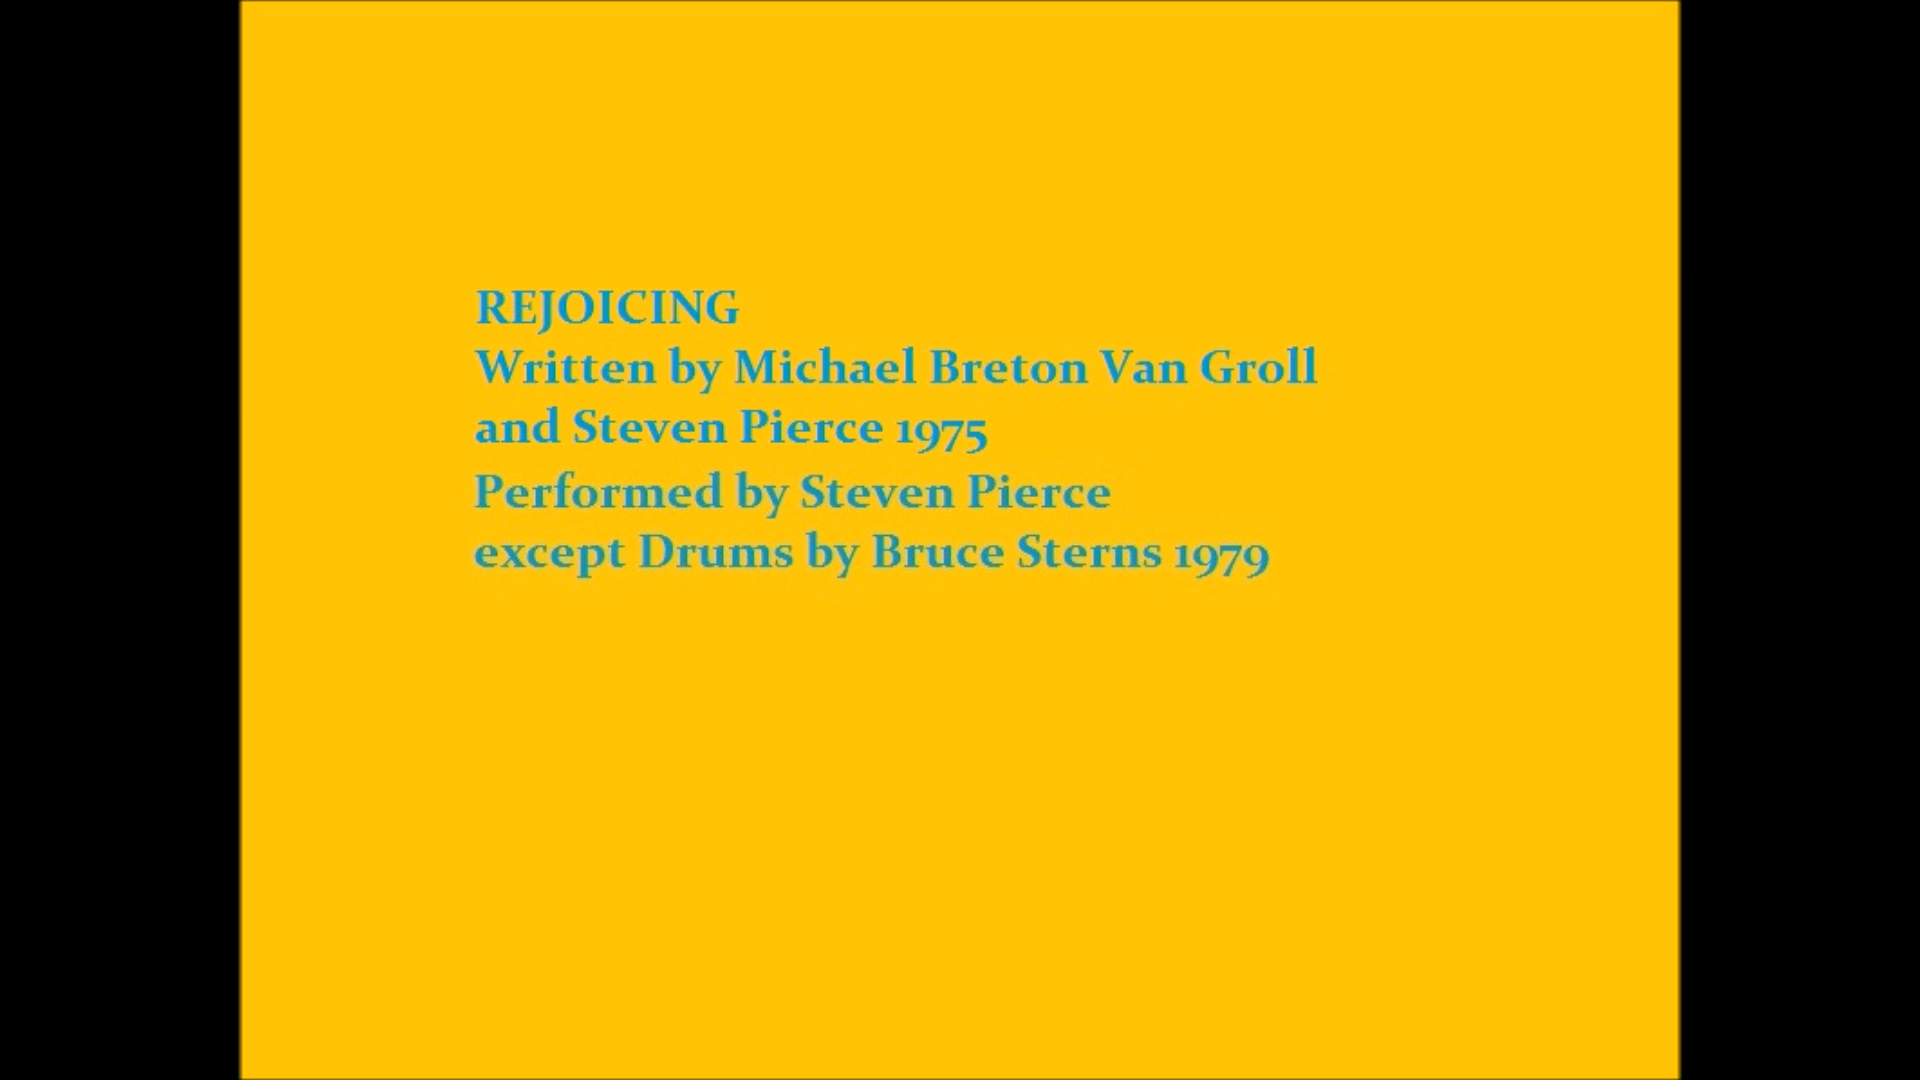 REJOICING
Written by Michael Breton Van Groll
and Steven Pierce 1975
Performed by Steven Pierce
except Drums by Bruce Sterns 1979